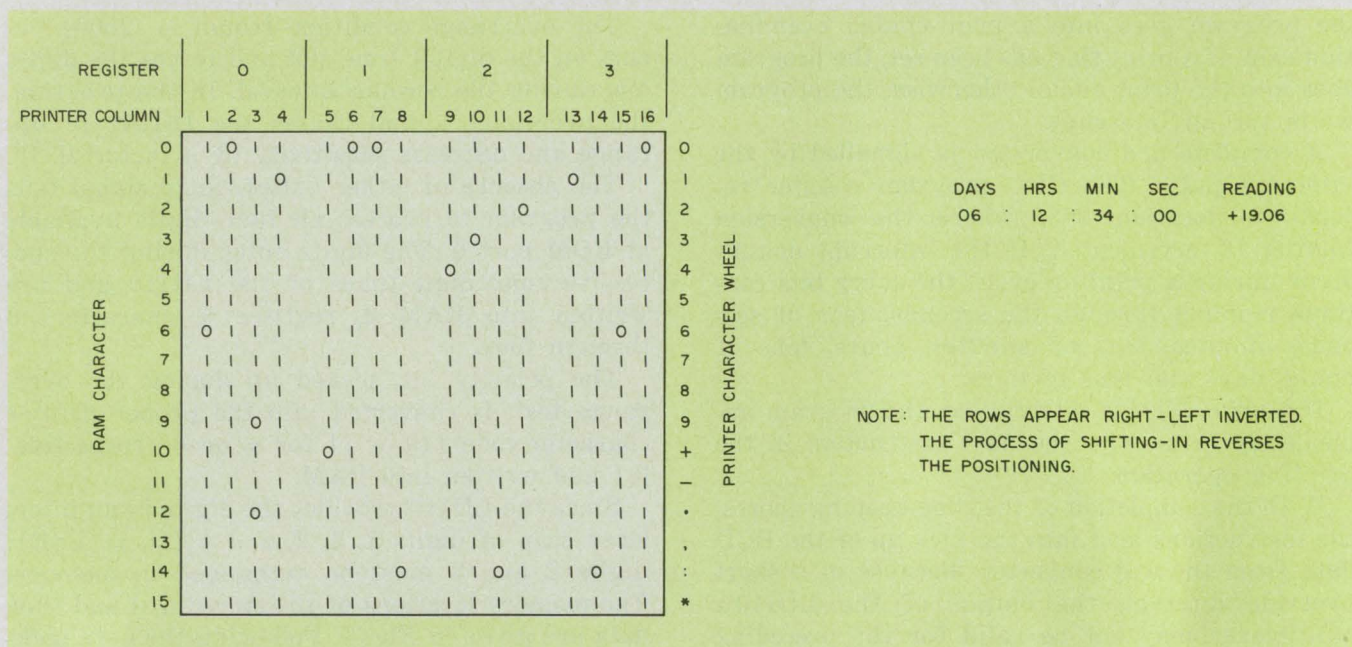 REGISTER 0 1 2 3
PRINTER COLUMN 1 2 3 4 5 6 7 8 9 10 11 12 13 14 15 16
0 1 0 1 1 1 0 0 1 1 1 1 1 1 1 1 0 0
1 1 1 1 0 1 1 1 1 1 1 1 1 0 1 1 1 1
2 1 1 1 1 1 1 1 1 1 1 1 0 1 1 1 1 2
3 1 1 1 1 1 1 1 1 1 0 1 1 1 1 1 1 3
4 1 1 1 1 1 1 1 1 0 1 1 1 1 1 1 1 4
5 1 1 1 1 1 1 1 1 1 1 1 1 1 1 1 1 5
6 0 1 1 1 1 1 1 1 1 1 1 1 1 1 0 1 6
7 1 1 1 1 1 1 1 1 1 1 1 1 1 1 1 1 7
8 1 1 1 1 1 1 1 1 1 1 1 1 1 1 1 1 8
9 1 1 0 1 1 1 1 1 1 1 1 1 1 1 1 1 9
10 1 1 1 1 0 1 1 1 1 1 1 1 1 1 1 1 +
11 1 1 1 1 1 1 1 1 1 1 1 1 1 1 1 1 –
12 1 1 0 1 1 1 1 1 1 1 1 1 1 1 1 1 •
13 1 1 1 1 1 1 1 1 1 1 1 1 1 1 1 1 ,
14 1 1 1 1 1 1 1 0 1 1 0 1 1 0 1 1 :
15 1 1 1 1 1 1 1 1 1 1 1 1 1 1 1 1 *
RAM CHARACTER
PRINTER CHARACTER WHEEL
DAYS HRS MIN SEC READING
06 : 12 : 34 : 00 +19.06
NOTE: THE ROWS APPEAR RIGHT-LEFT INVERTED.
THE PROCESS OF SHIFTING-IN REVERSES
THE POSITIONING.